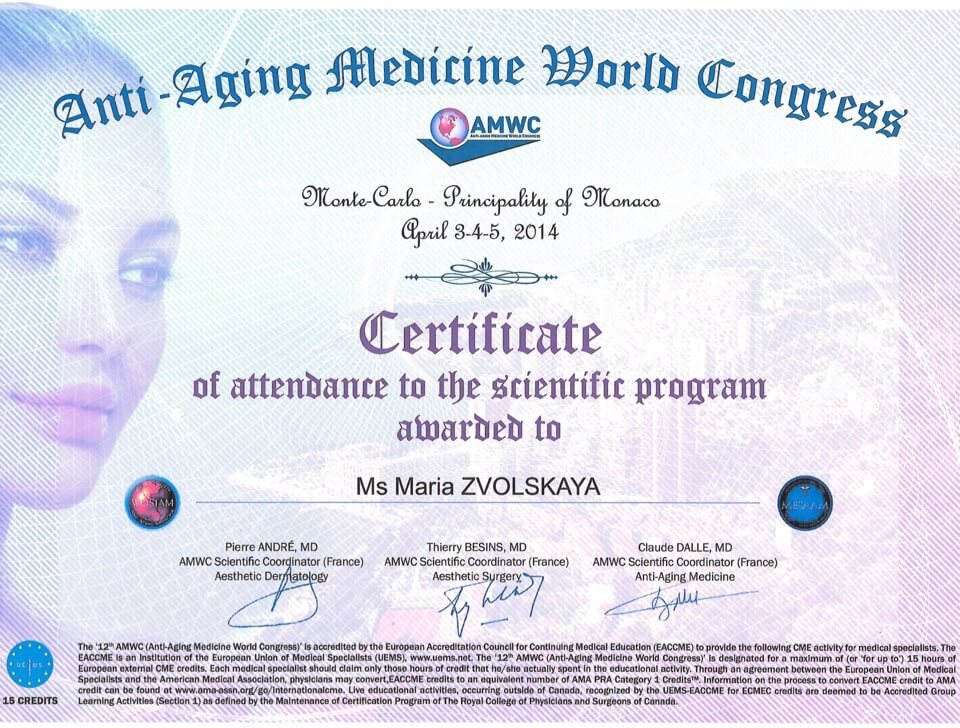 Anti-Aging Medicine World Congress
AMWC
ANTI-AGING MEDICINE WORLD CONGRESS
Monte-Carlo - Principality of Monaco
April 3-4-5, 2014
Certificate
of attendance to the scientific program
awarded to
Ms Maria ZVOLSKAYA
WOSIAM
MESAAM
Pierre ANDRÉ, MD
AMWC Scientific Coordinator (France)
Aesthetic Dermatology
Thierry BESINS, MD
AMWC Scientific Coordinator (France)
Aesthetic Surgery
Claude DALLE, MD
AMWC Scientific Coordinator (France)
Anti-Aging Medicine
UEMS
15 CREDITS
The '12th AMWC (Anti-Aging Medicine World Congress)' is accredited by the European Accreditation Council for Continuing Medical Education (EACCME) to provide the following CME activity for medical specialists. The
EACCME is an Institution of the European Union of Medical Specialists (UEMS), www.uems.net. The '12th AMWC (Anti-Aging Medicine World Congress)' is designated for a maximum of (or 'for up to') 15 hours of
European external CME credits. Each medical specialist should claim only those hours of credit that he/she actually spent in the educational activity. Through an agreement between the European Union of Medical
Specialists and the American Medical Association, physicians may convert EACCME credits to an equivalent number of AMA PRA Category 1 Credits™. Information on the process to convert EACCME credit to AMA
credit can be found at www.ama-assn.org/go/internationalcme. Live educational activities, occurring outside of Canada, recognized by the UEMS-EACCME for ECMEC credits are deemed to be Accredited Group
Learning Activities (Section 1) as defined by the Maintenance of Certification Program of The Royal College of Physicians and Surgeons of Canada.